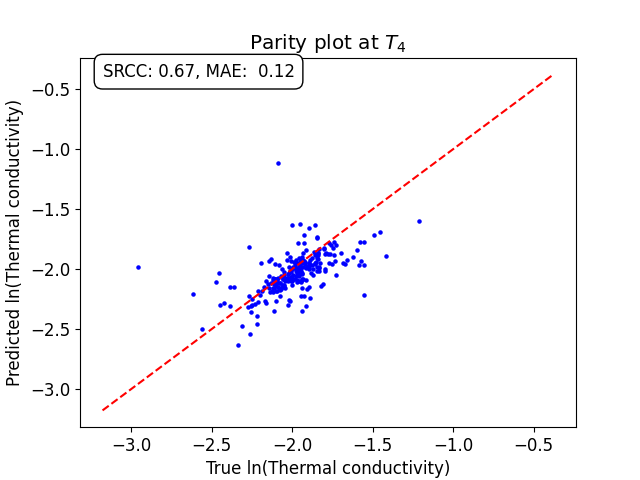 Parity plot at T₄
SRCC: 0.67, MAE:  0.12
Predicted ln(Thermal conductivity)
−0.5
−1.0
−1.5
−2.0
−2.5
−3.0
−3.0 −2.5 −2.0 −1.5 −1.0 −0.5
True ln(Thermal conductivity)